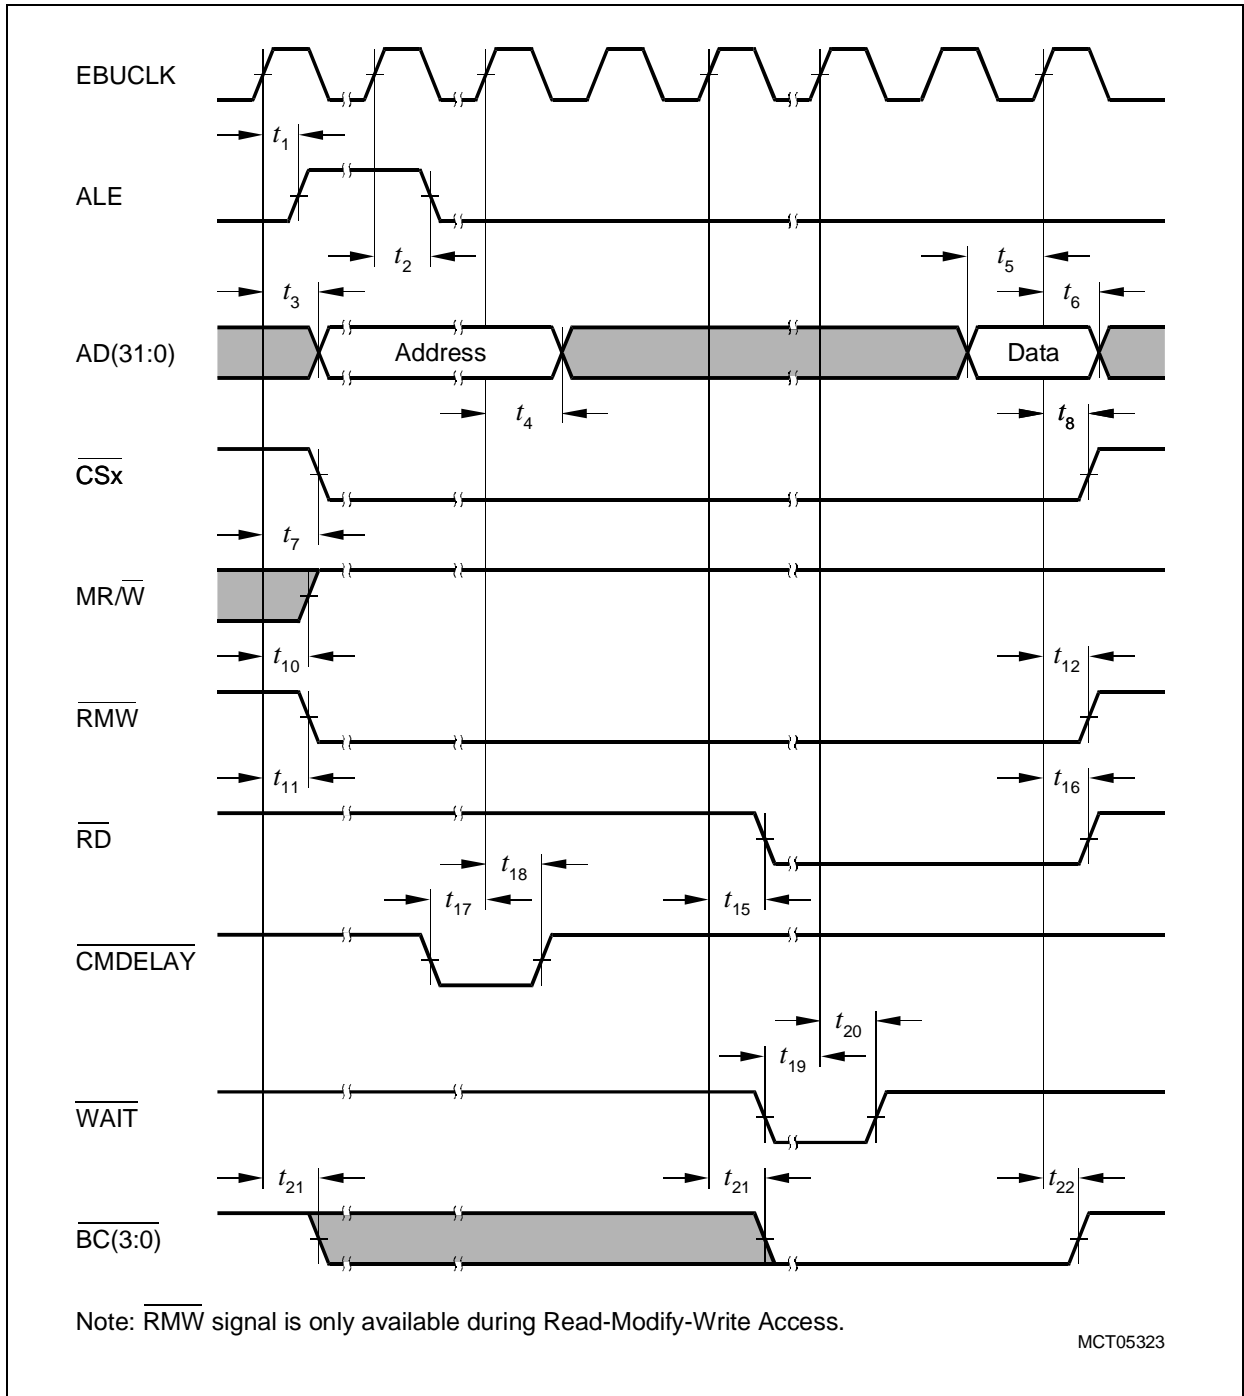 EBUCLK
t1
ALE
t2
t5
t3
t6
AD(31:0)
Address
Data
t4
t8
CSx
t7
MR/W
t10
t12
RMW
t11
t16
RD
t18
t17
t15
CMDELAY
t20
t19
WAIT
t21
t21
t22
BC(3:0)
Note: RMW signal is only available during Read-Modify-Write Access.
MCT05323